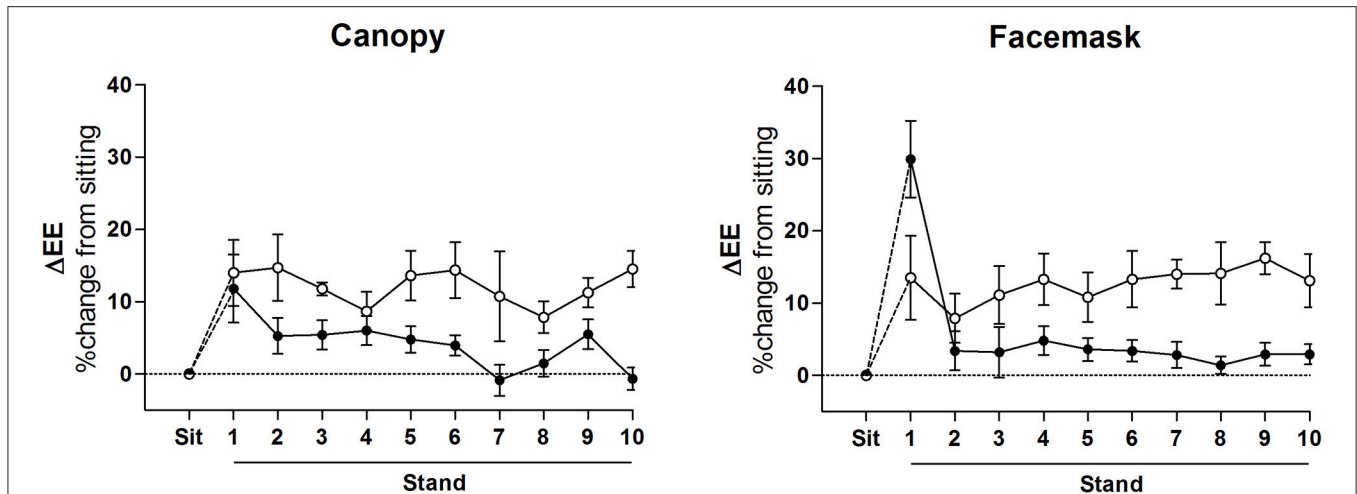 Canopy
ΔEE
%change from sitting
40
30
20
10
0
Sit 1 2 3 4 5 6 7 8 9 10
Stand
Facemask
ΔEE
%change from sitting
40
30
20
10
0
Sit 1 2 3 4 5 6 7 8 9 10
Stand